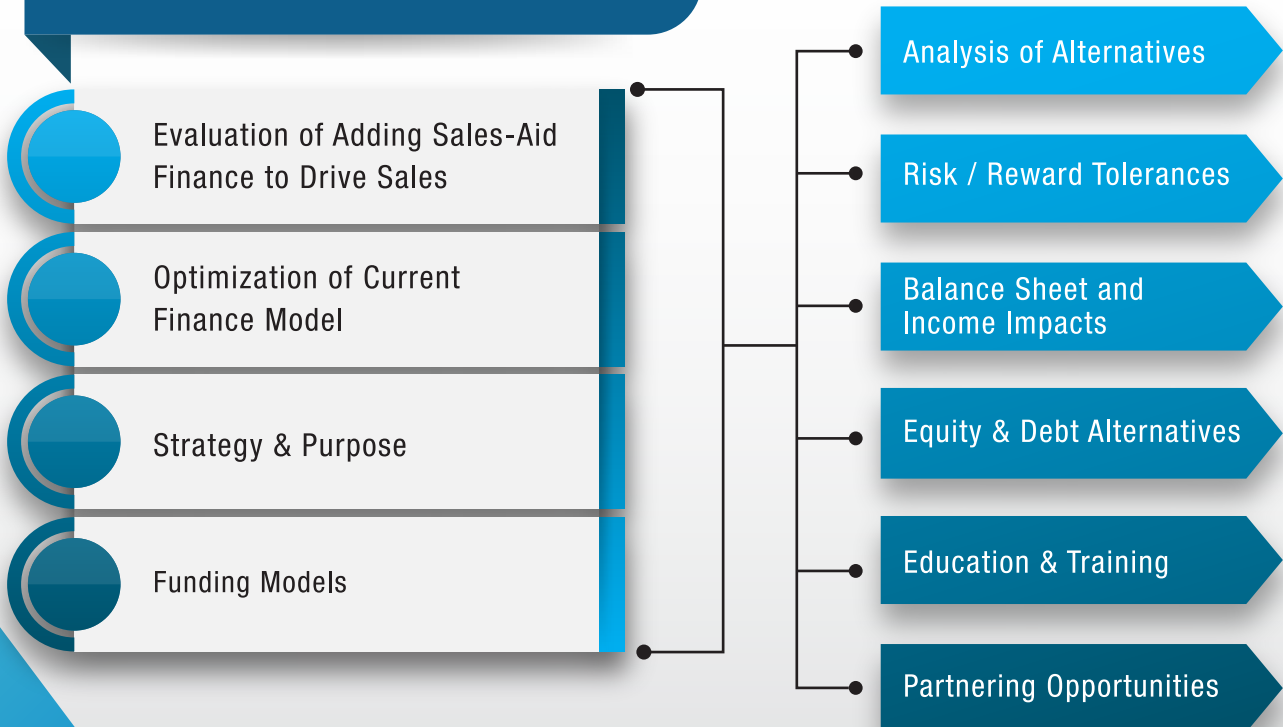 Evaluation of Adding Sales-Aid
Finance to Drive Sales
Optimization of Current
Finance Model
Strategy & Purpose
Funding Models
Analysis of Alternatives
Risk / Reward Tolerances
Balance Sheet and
Income Impacts
Equity & Debt Alternatives
Education & Training
Partnering Opportunities